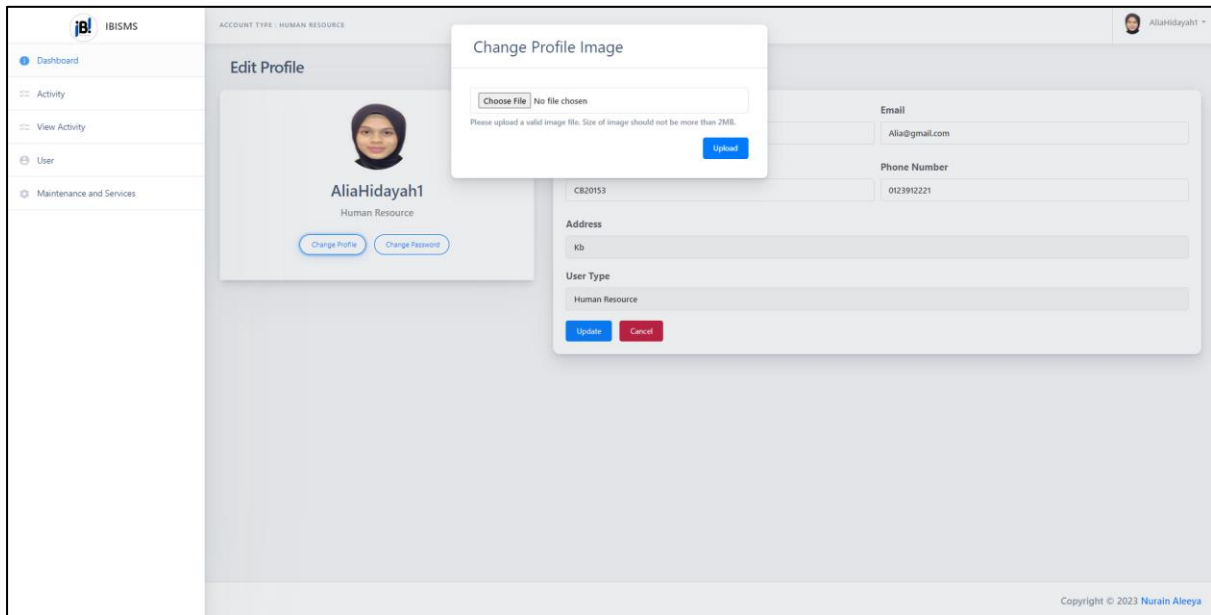 jB!
IBISMS
Dashboard
Activity
View Activity
User
Maintenance and Services
ACCOUNT TYPE : HUMAN RESOURCE
AliaHidayah1
Edit Profile
AliaHidayah1
Human Resource
Change Profile
Change Password
Change Profile Image
Choose File No file chosen
Please upload a valid image file. Size of image should not be more than 2MB.
Upload
Email
Alia@gmail.com
Phone Number
CB20153
0123912221
Address
Kb
User Type
Human Resource
Update
Cancel
Copyright © 2023 Nurain Aleeya